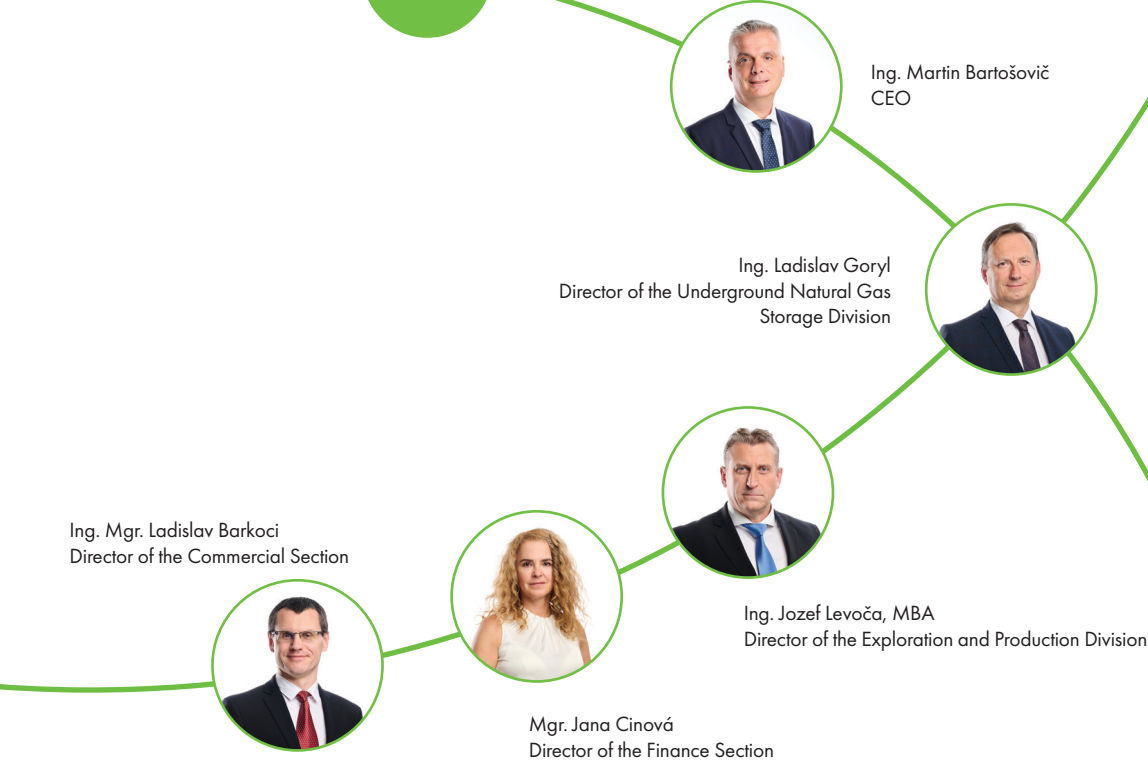 Ing. Martin Bartošovič
CEO
Ing. Ladislav Goryl
Director of the Underground Natural Gas
Storage Division
Ing. Mgr. Ladislav Barkoci
Director of the Commercial Section
Ing. Jozef Levoča, MBA
Director of the Exploration and Production Division
Mgr. Jana Cinová
Director of the Finance Section